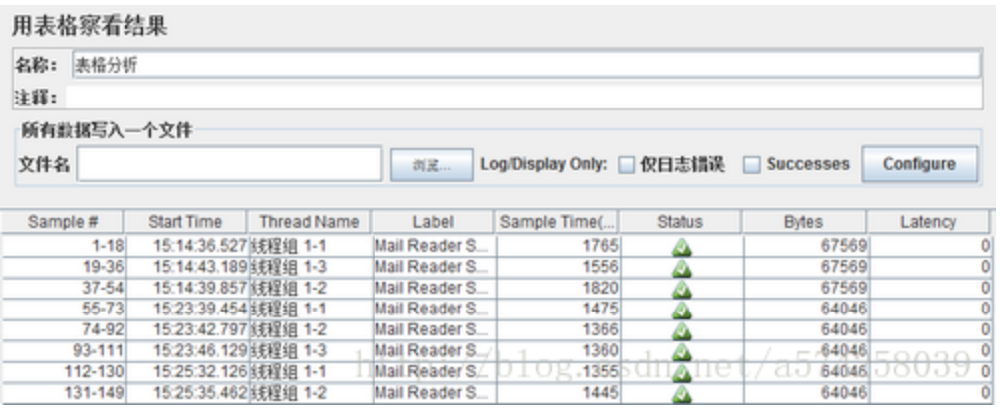 用表格察看结果
名称： 表格分析
注释：
所有数据写入一个文件
文件名 浏览... Log/Display Only: 仅日志错误 Successes Configure
Sample # Start Time Thread Name Label Sample Time(... Status Bytes Latency
1-18 15:14:36.527 线程组 1-1 Mail Reader S... 1765 67569 0
19-36 15:14:43.189 线程组 1-3 Mail Reader S... 1556 67569 0
37-54 15:14:39.857 线程组 1-2 Mail Reader S... 1820 67569 0
55-73 15:23:39.454 线程组 1-1 Mail Reader S... 1475 64046 0
74-92 15:23:42.797 线程组 1-2 Mail Reader S... 1366 64046 0
93-111 15:23:46.129 线程组 1-3 Mail Reader S... 1360 64046 0
112-130 15:25:32.126 线程组 1-1 Mail Reader S... 1355 64046 0
131-149 15:25:35.462 线程组 1-2 Mail Reader S... 1445 64046 0